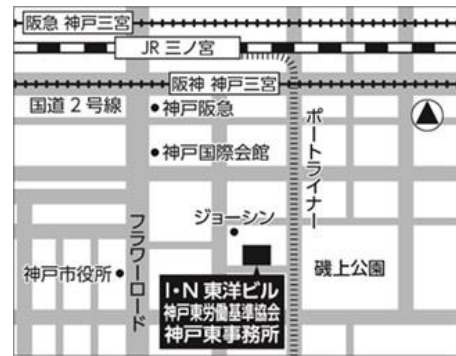 阪急 神戸三宮
JR 三ノ宮
阪神 神戸三宮
国道2号線
神戸阪急
ポートライナー
神戸国際会館
ジョーシン
フラワーロード
神戸市役所
磯上公園
I・N 東洋ビル
神戸東労働基準協会
神戸東事務所